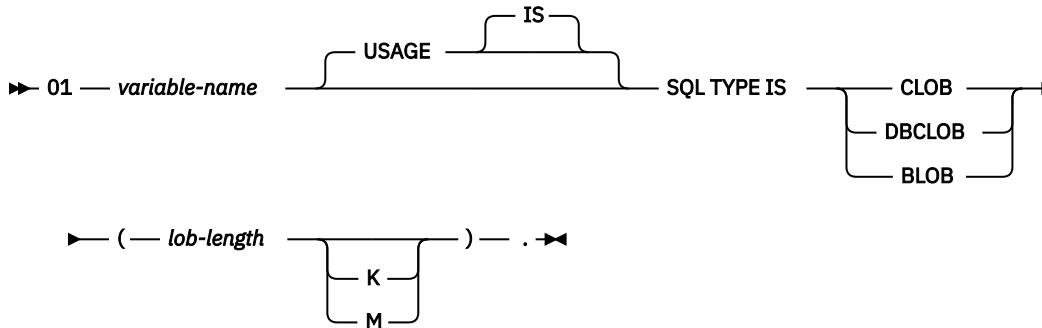 IS
USAGE
01 variable-name SQL TYPE IS CLOB
DBCLOB
BLOB
( lob-length ) .
K
M